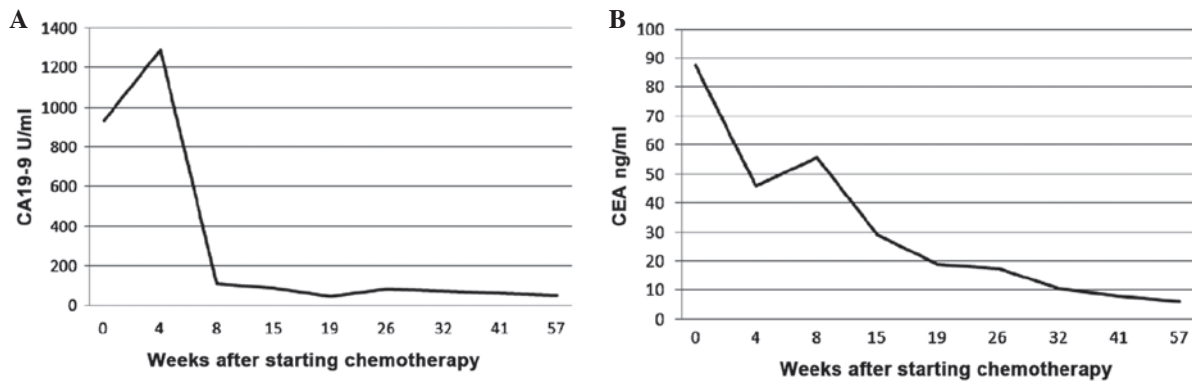 A
1400
1200
1000
800
600
400
200
0
CA19-9 U/ml
0 4 8 15 19 26 32 41 57
Weeks after starting chemotherapy
B
100
90
80
70
60
50
40
30
20
10
0
CEA ng/ml
0 4 8 15 19 26 32 41 57
Weeks after starting chemotherapy